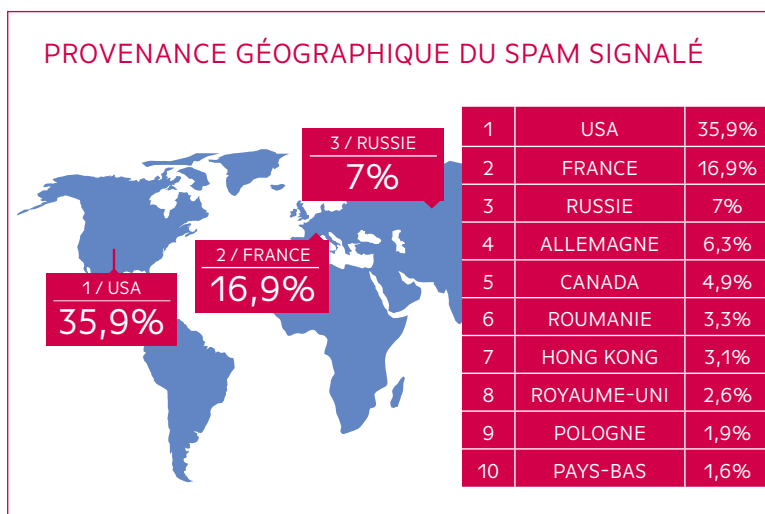 PROVENANCE GÉOGRAPHIQUE DU SPAM SIGNALÉ
3 / RUSSIE
7%
2 / FRANCE
16,9%
1 / USA
35,9%
1 USA 35,9%
2 FRANCE 16,9%
3 RUSSIE 7%
4 ALLEMAGNE 6,3%
5 CANADA 4,9%
6 ROUMANIE 3,3%
7 HONG KONG 3,1%
8 ROYAUME-UNI 2,6%
9 POLOGNE 1,9%
10 PAYS-BAS 1,6%